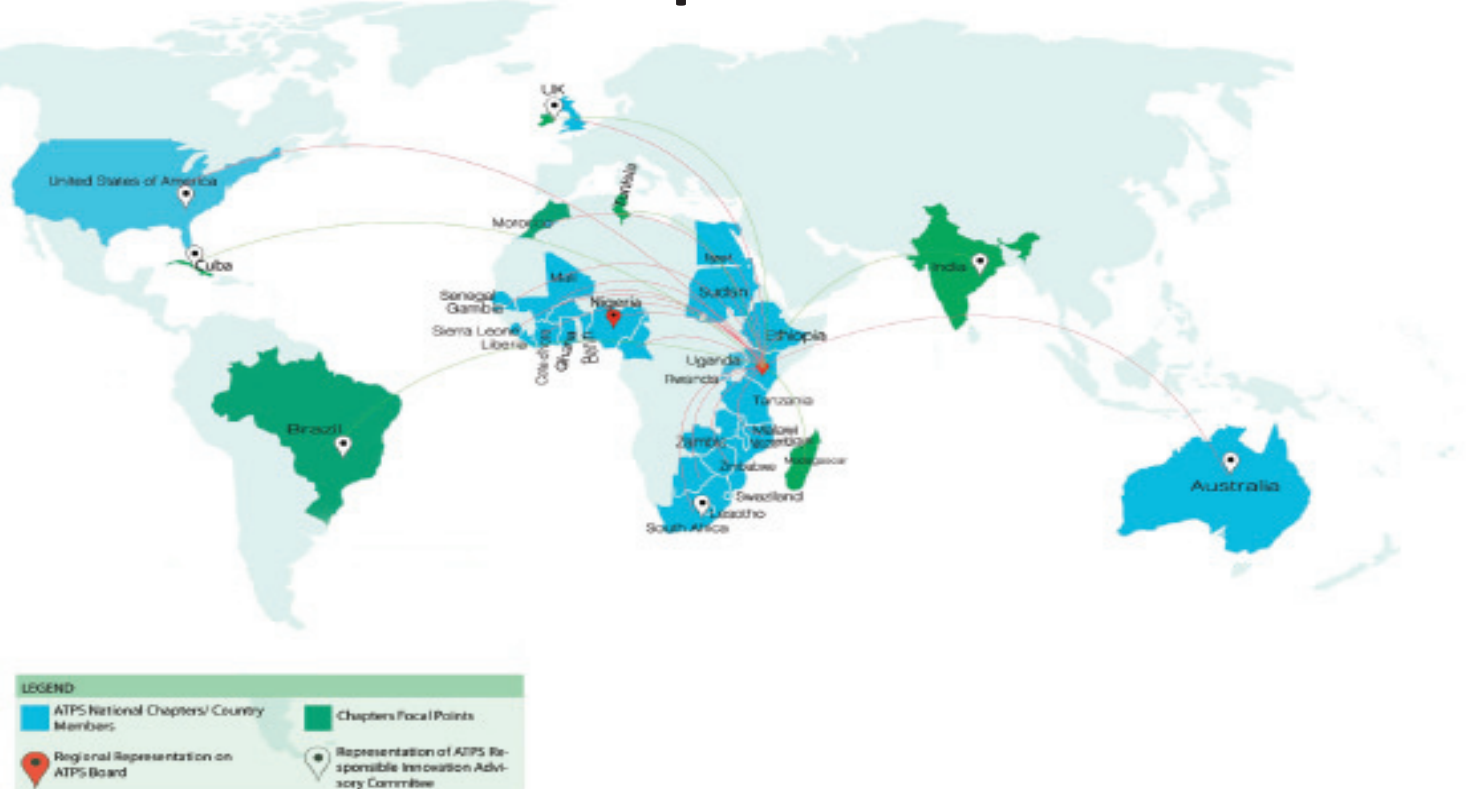 UK
United States of America
Tunisia
Morocco
Cuba
India
Mali
Sudan
Senegal
Gambie
Nigeria
Sierra Leone
Liberia
Ghana
Benin
Ethiopia
Uganda
Rwanda
Tanzania
Brazil
Malawi
Zambia
Madagascar
Zimbabwe
Swaziland
Lesotho
South Africa
Australia
LEGEND
ATPS National Chapters/ Country
Members
Chapters Focal Points
Regional Representation on
ATPS Board
Representation of ATPS Re-
sponsible Innovation Advi-
sory Committee